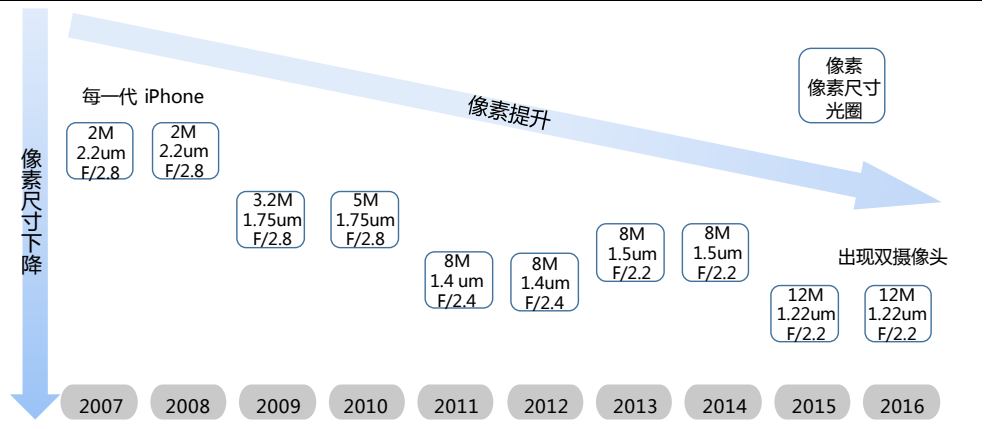 像素
像素尺寸
光圈
每一代 iPhone
像素提升
像素尺寸下降
2M
2.2um
F/2.8
2M
2.2um
F/2.8
3.2M
1.75um
F/2.8
5M
1.75um
F/2.8
8M
1.4 um
F/2.4
8M
1.4um
F/2.4
8M
1.5um
F/2.2
8M
1.5um
F/2.2
出现双摄像头
12M
1.22um
F/2.2
12M
1.22um
F/2.2
2007
2008
2009
2010
2011
2012
2013
2014
2015
2016